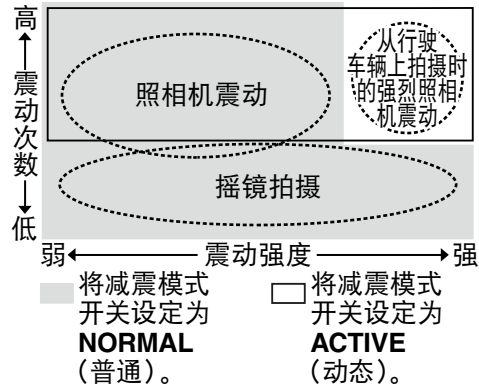 高
震动次数
低
照相机震动
从行驶
车辆上拍摄时
的强烈照相
机震动
摇镜拍摄
弱 震动强度 强
将减震模式
开关设定为
NORMAL
（普通）。
将减震模式
开关设定为
ACTIVE
（动态）。